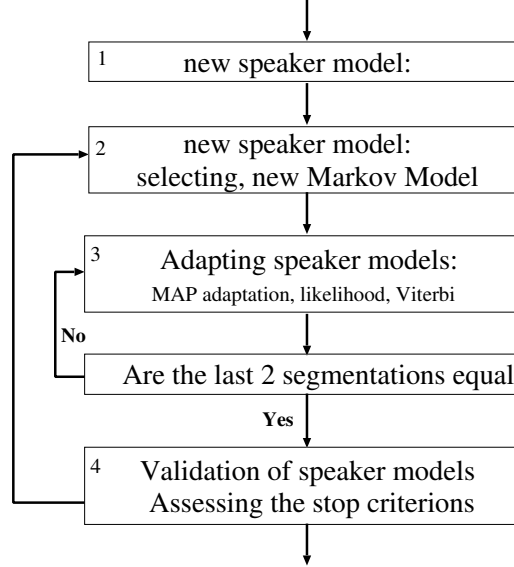 1
new speaker model:
2
new speaker model:
selecting, new Markov Model
3
Adapting speaker models:
MAP adaptation, likelihood, Viterbi
No
Are the last 2 segmentations equal
Yes
4
Validation of speaker models
Assessing the stop criterions